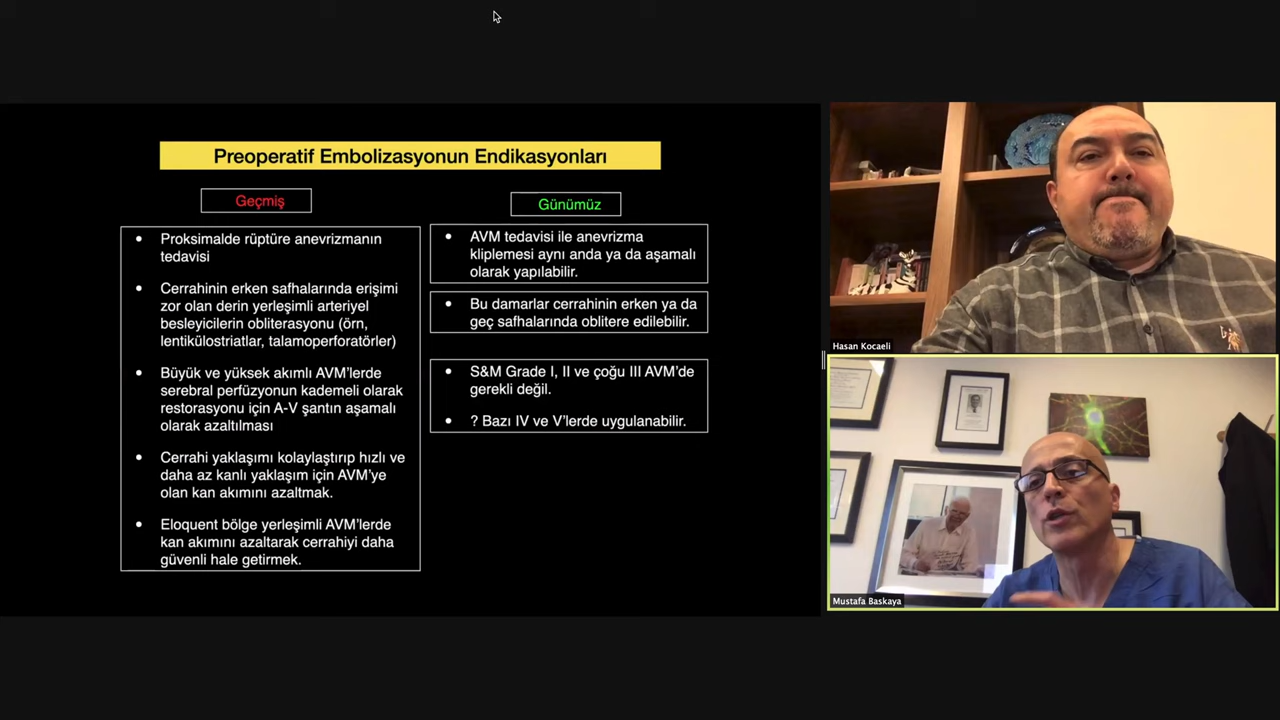 Preoperatif Embolizasyonun Endikasyonları
Geçmiş
• Proksimalde rüptüre anevrizmanın
tedavisi
• Cerrahinin erken safhalarında erişimi
zor olan derin yerleşimli arteriyel
besleyicilerin obliterasyonu (örn,
lentikülostriatlar, talamoperforatörler)
• Büyük ve yüksek akımlı AVM'lerde
serebral perfüzyonun kademeli olarak
restorasyonu için A-V şantın aşamalı
olarak azaltılması
• Cerrahi yaklaşımı kolaylaştırıp hızlı ve
daha az kanlı yaklaşım için AVM'ye
olan kan akımını azaltmak.
• Eloquent bölge yerleşimli AVM'lerde
kan akımını azaltarak cerrahiyi daha
güvenli hale getirmek.
Günümüz
• AVM tedavisi ile anevrizma
kliplemesi aynı anda ya da aşamalı
olarak yapılabilir.
• Bu damarlar cerrahinin erken ya da
geç safhalarında oblitere edilebilir.
• S&M Grade I, II ve çoğu III AVM'de
gerekli değil.
• ? Bazı IV ve V'lerde uygulanabilir.
Hasan Kocaeli
Mustafa Baskaya